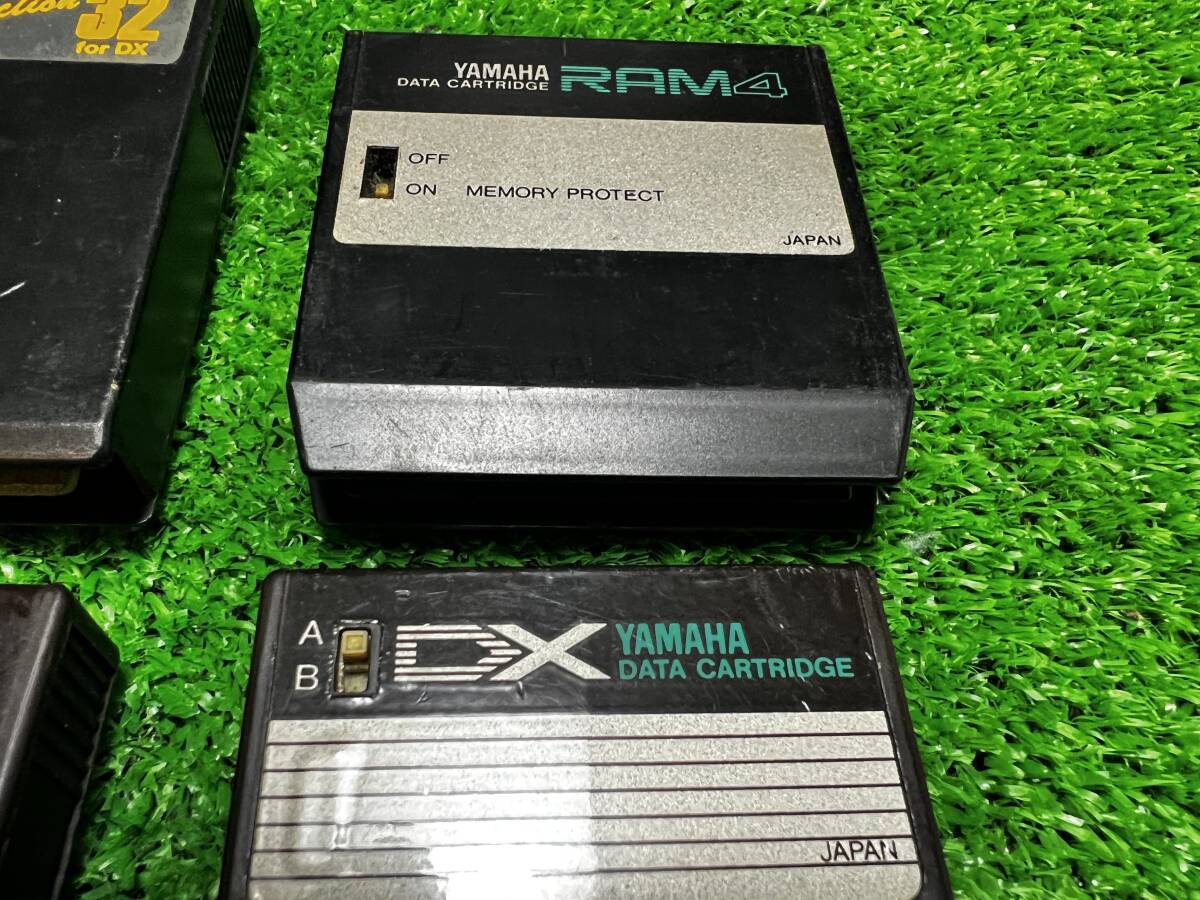 32
for DX
YAMAHA
DATA CARTRIDGE RAM4
OFF
ON MEMORY PROTECT
JAPAN
A
B
DX YAMAHA
DATA CARTRIDGE
JAPAN